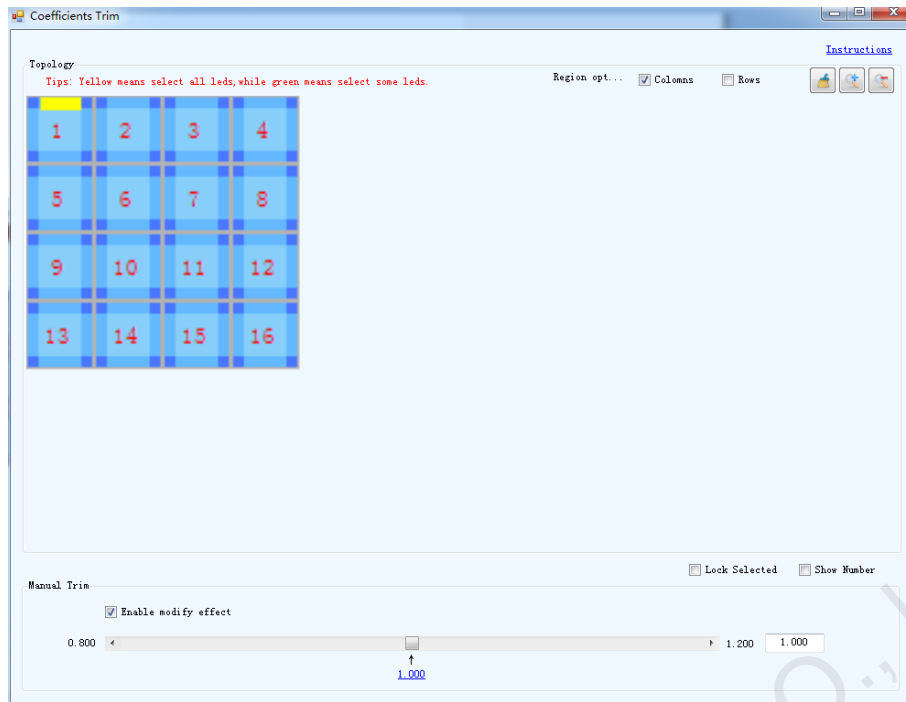 Coefficients Trim
Instructions
Topology
Tips: Yellow means select all leds,while green means select some leds.
Region opt... Colomns Rows
1 2 3 4
5 6 7 8
9 10 11 12
13 14 15 16
Lock Selected Show Number
Manual Trim
Enable modify effect
0.800 1.200 1.000
1.000